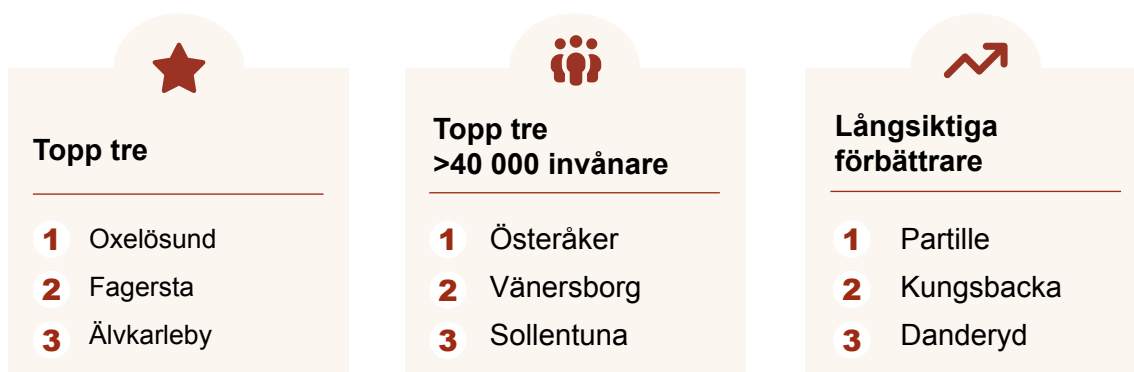 Topp tre
1 Oxelösund
2 Fagersta
3 Älvkarleby
Topp tre
>40 000 invånare
1 Österåker
2 Vänersborg
3 Sollentuna
Långsiktiga
förbättrare
1 Partille
2 Kungsbacka
3 Danderyd